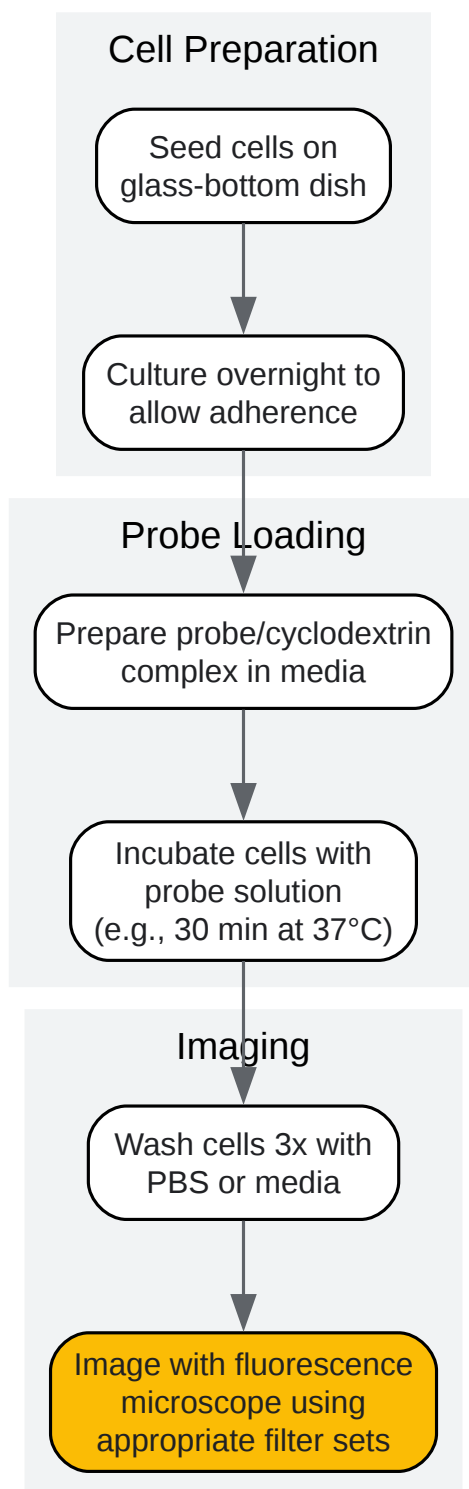 Cell Preparation
Seed cells on
glass-bottom dish
Culture overnight to
allow adherence
Probe Loading
Prepare probe/cyclodextrin
complex in media
Incubate cells with
probe solution
(e.g., 30 min at 37°C)
Imaging
Wash cells 3x with
PBS or media
Image with fluorescence
microscope using
appropriate filter sets